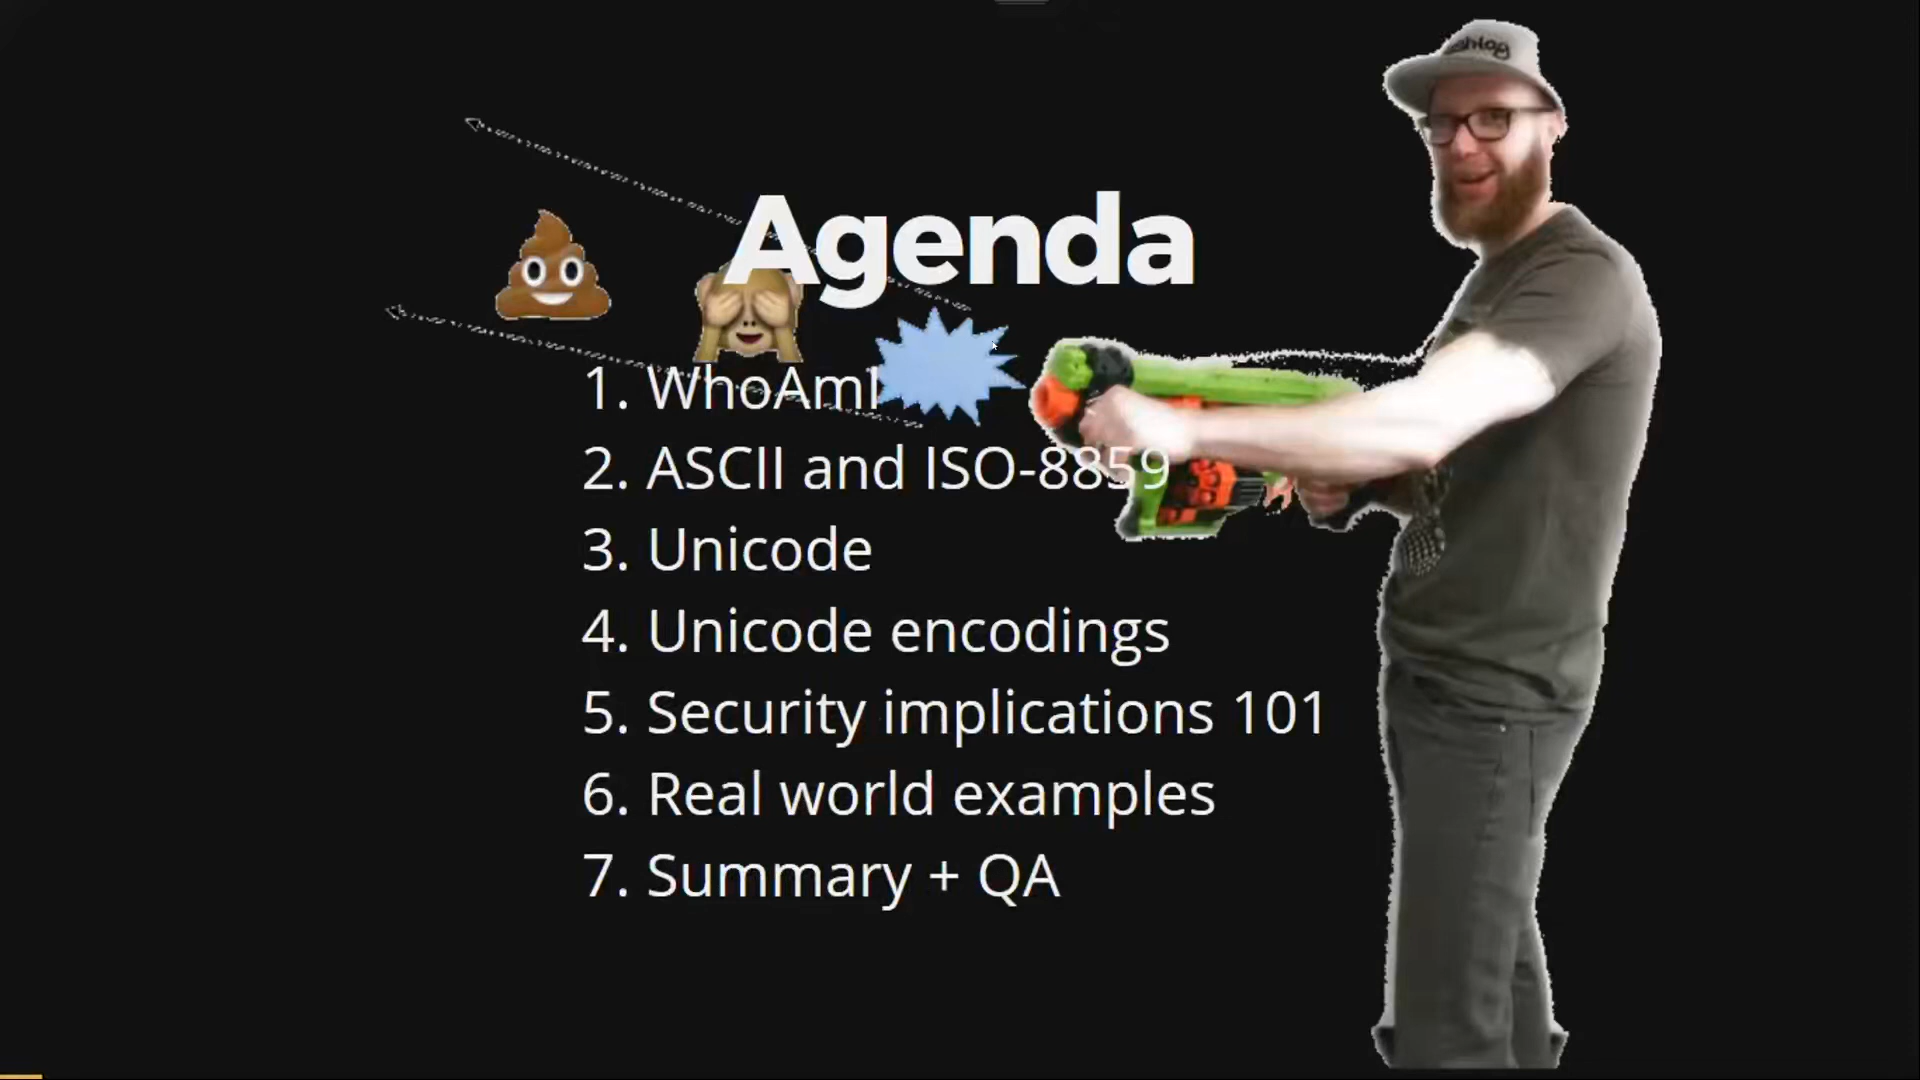 Agenda
1. WhoAmI
2. ASCII and ISO-8859
3. Unicode
4. Unicode encodings
5. Security implications 101
6. Real world examples
7. Summary + QA